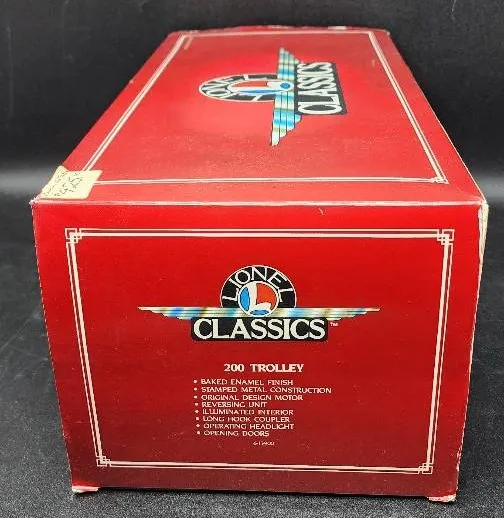 LIONEL
CLASSICS
LIONEL
CLASSICS™
200 TROLLEY
• BAKED ENAMEL FINISH
• STAMPED METAL CONSTRUCTION
• ORIGINAL DESIGN MOTOR
• REVERSING UNIT
• ILLUMINATED INTERIOR
• LONG HOOK COUPLER
• OPERATING HEADLIGHT
• OPENING DOORS